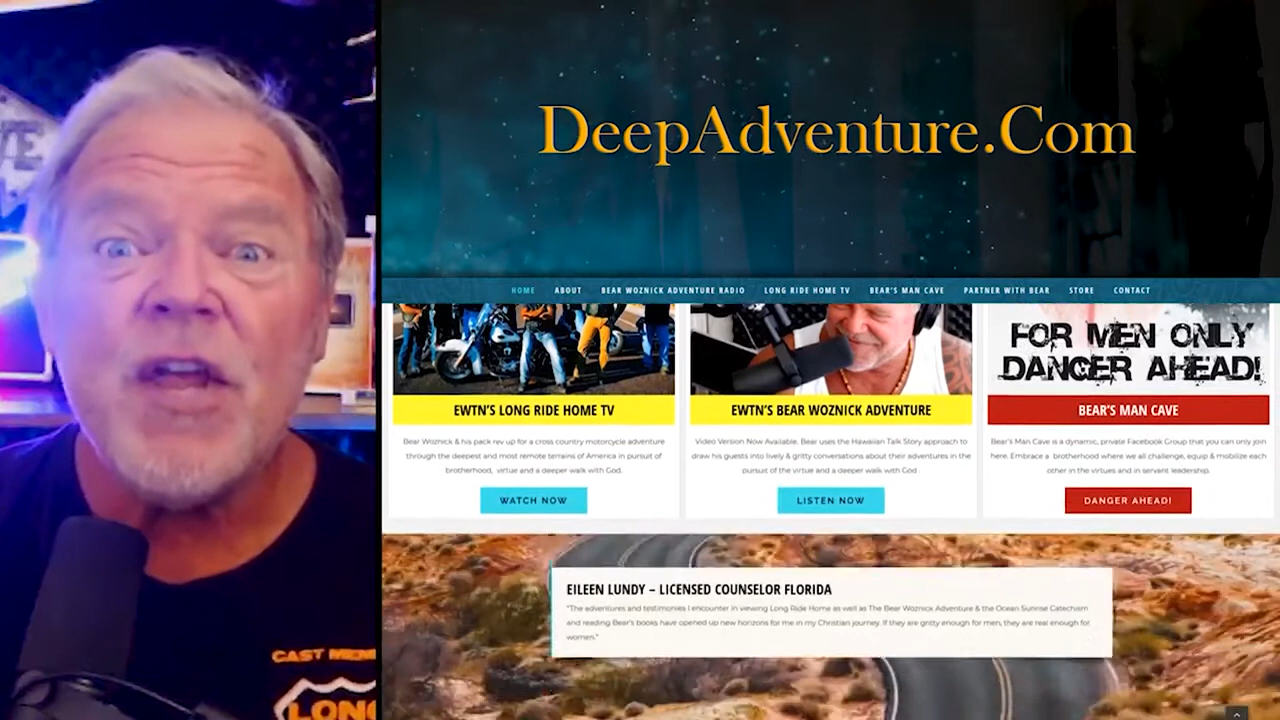 DeepAdventure.Com
HOME ABOUT BEAR WOZNICK ADVENTURE RADIO LONG RIDE HOME TV BEAR'S MAN CAVE PARTNER WITH BEAR STORE CONTACT
FOR MEN ONLY
DANGER AHEAD!
EWTN'S LONG RIDE HOME TV
Bear Woznick & his pack rev up for a cross country motorcycle adventure
through the deepest and most remote terrains of America in pursuit of
brotherhood, virtue and a deeper walk with God.
WATCH NOW
EWTN'S BEAR WOZNICK ADVENTURE
Video Version Now Available. Bear uses the Hawaiian Talk Story approach to
draw his guests into lively & gritty conversations about their adventures in the
pursuit of the virtue and a deeper walk with God
LISTEN NOW
BEAR'S MAN CAVE
Bear's Man Cave is a dynamic, private Facebook Group that you can only join
here. Embrace a brotherhood where we all challenge, equip & mobilize each
other in the virtues and in servant leadership.
DANGER AHEAD!
EILEEN LUNDY – LICENSED COUNSELOR FLORIDA
"The adventures and testimonies I encounter in viewing Long Ride Home as well as The Bear Woznick Adventure & the Ocean Sunrise Catechism
and reading Bear's books have opened up new horizons for me in my Christian journey. If they are gritty enough for men, they are real enough for
women."
CAST MEM
LONG